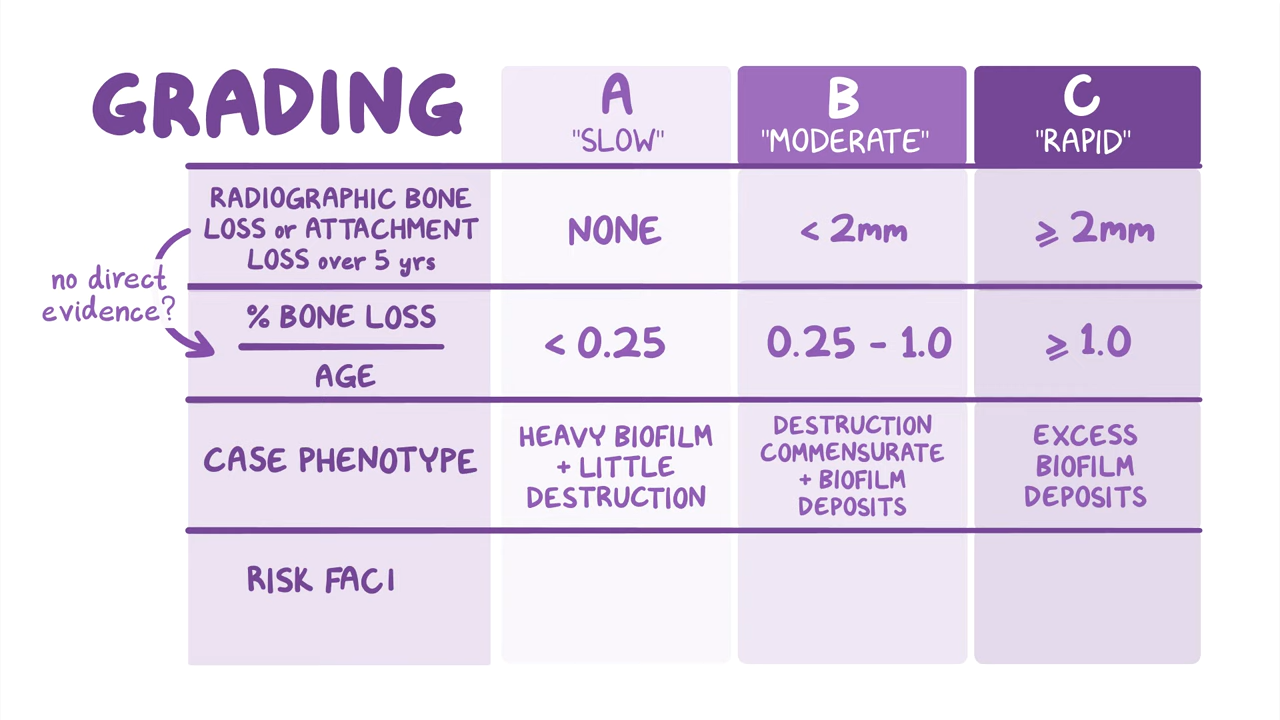 GRADING
A
"SLOW"
B
"MODERATE"
C
"RAPID"
RADIOGRAPHIC BONE
LOSS or ATTACHMENT
LOSS over 5 yrs
NONE
< 2mm
⩾ 2mm
no direct
evidence?
% BONE LOSS
AGE
< 0.25
0.25 - 1.0
⩾ 1.0
CASE PHENOTYPE
HEAVY BIOFILM
+ LITTLE
DESTRUCTION
DESTRUCTION
COMMENSURATE
+ BIOFILM
DEPOSITS
EXCESS
BIOFILM
DEPOSITS
RISK FACI